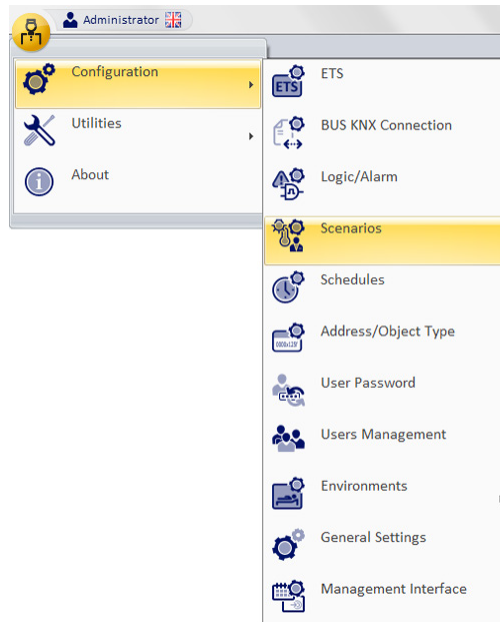 Administrator
Configuration
Utilities
About
ETS
ETS
BUS KNX Connection
Logic/Alarm
Scenarios
Schedules
Address/Object Type
User Password
Users Management
Environments
General Settings
Management Interface